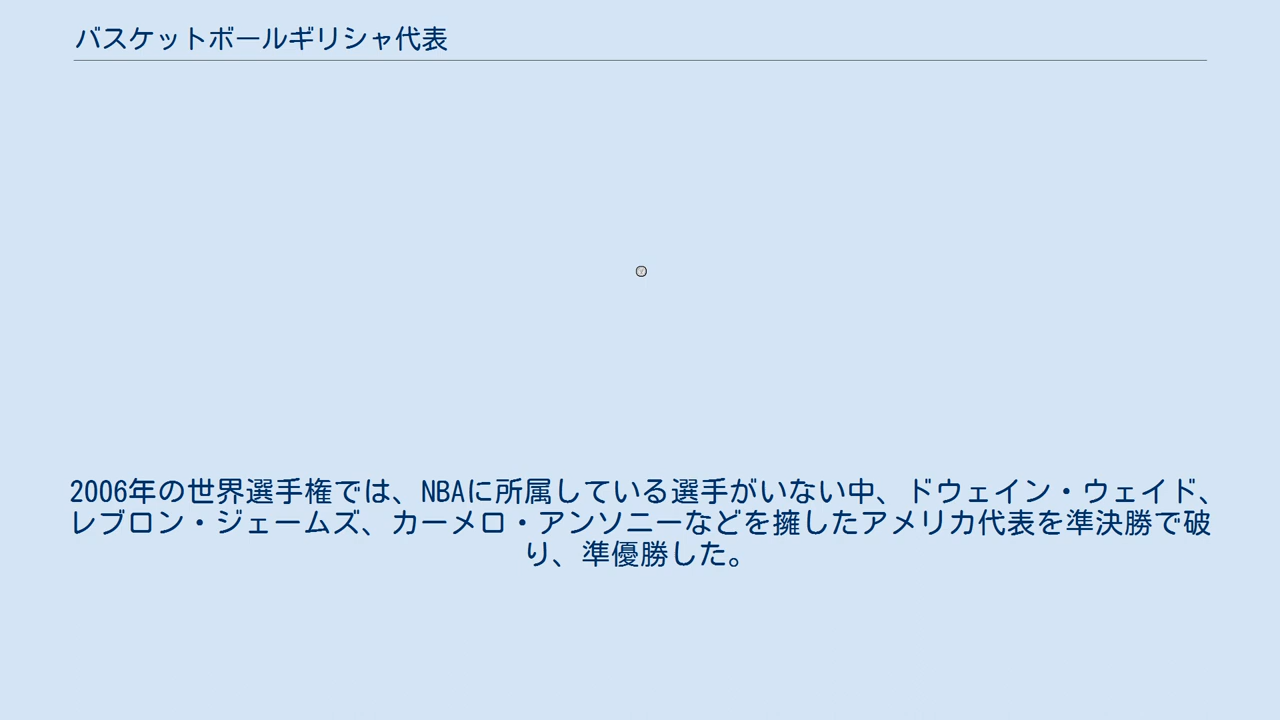 バスケットボールギリシャ代表
2006年の世界選手権では、NBAに所属している選手がいない中、ドウェイン・ウェイド、
レブロン・ジェームズ、カーメロ・アンソニーなどを擁したアメリカ代表を準決勝で破
り、準優勝した。